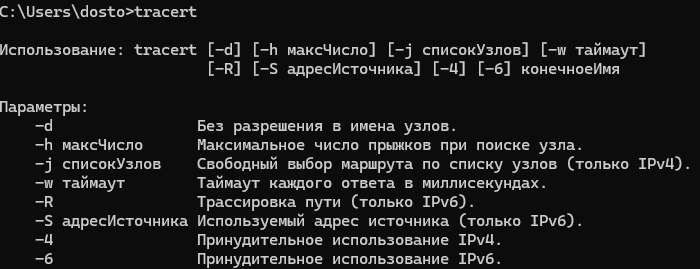 C:\Users\dosto>tracert
Использование: tracert [-d] [-h максЧисло] [-j списокУзлов] [-w таймаут]
[-R] [-S адресИсточника] [-4] [-6] конечноеИмя
Параметры:
-d Без разрешения в имена узлов.
-h максЧисло Максимальное число прыжков при поиске узла.
-j списокУзлов Свободный выбор маршрута по списку узлов (только IPv4).
-w таймаут Таймаут каждого ответа в миллисекундах.
-R Трассировка пути (только IPv6).
-S адресИсточника Используемый адрес источника (только IPv6).
-4 Принудительное использование IPv4.
-6 Принудительное использование IPv6.